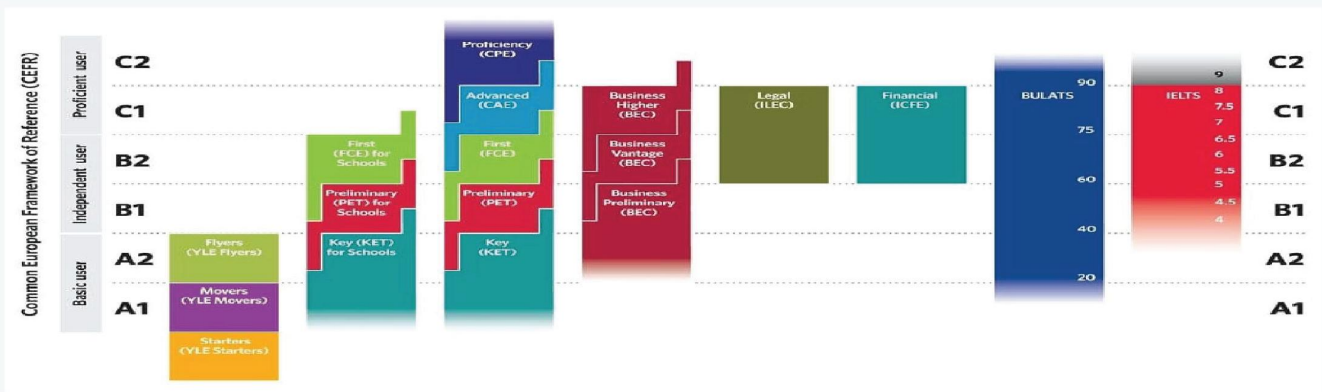 Common European Framework of Reference (CEFR)
Proficient user
Independent user
Basic user
C2
C1
B2
B1
A2
A1
Flyers
(YLE Flyers)
Movers
(YLE Movers)
Starters
(YLE Starters)
First
(FCE) for
Schools
Preliminary
(PET) for
Schools
Key (KET)
for Schools
Proficiency
(CPE)
Advanced
(CAE)
First
(FCE)
Preliminary
(PET)
Key
(KET)
Business
Higher
(BEC)
Business
Vantage
(BEC)
Business
Preliminary
(BEC)
Legal
(ILEC)
Financial
(ICFE)
BULATS
90
75
60
40
20
IELTS
9
8
7.5
7
6.5
6
5.5
5
4.5
4
C2
C1
B2
B1
A2
A1